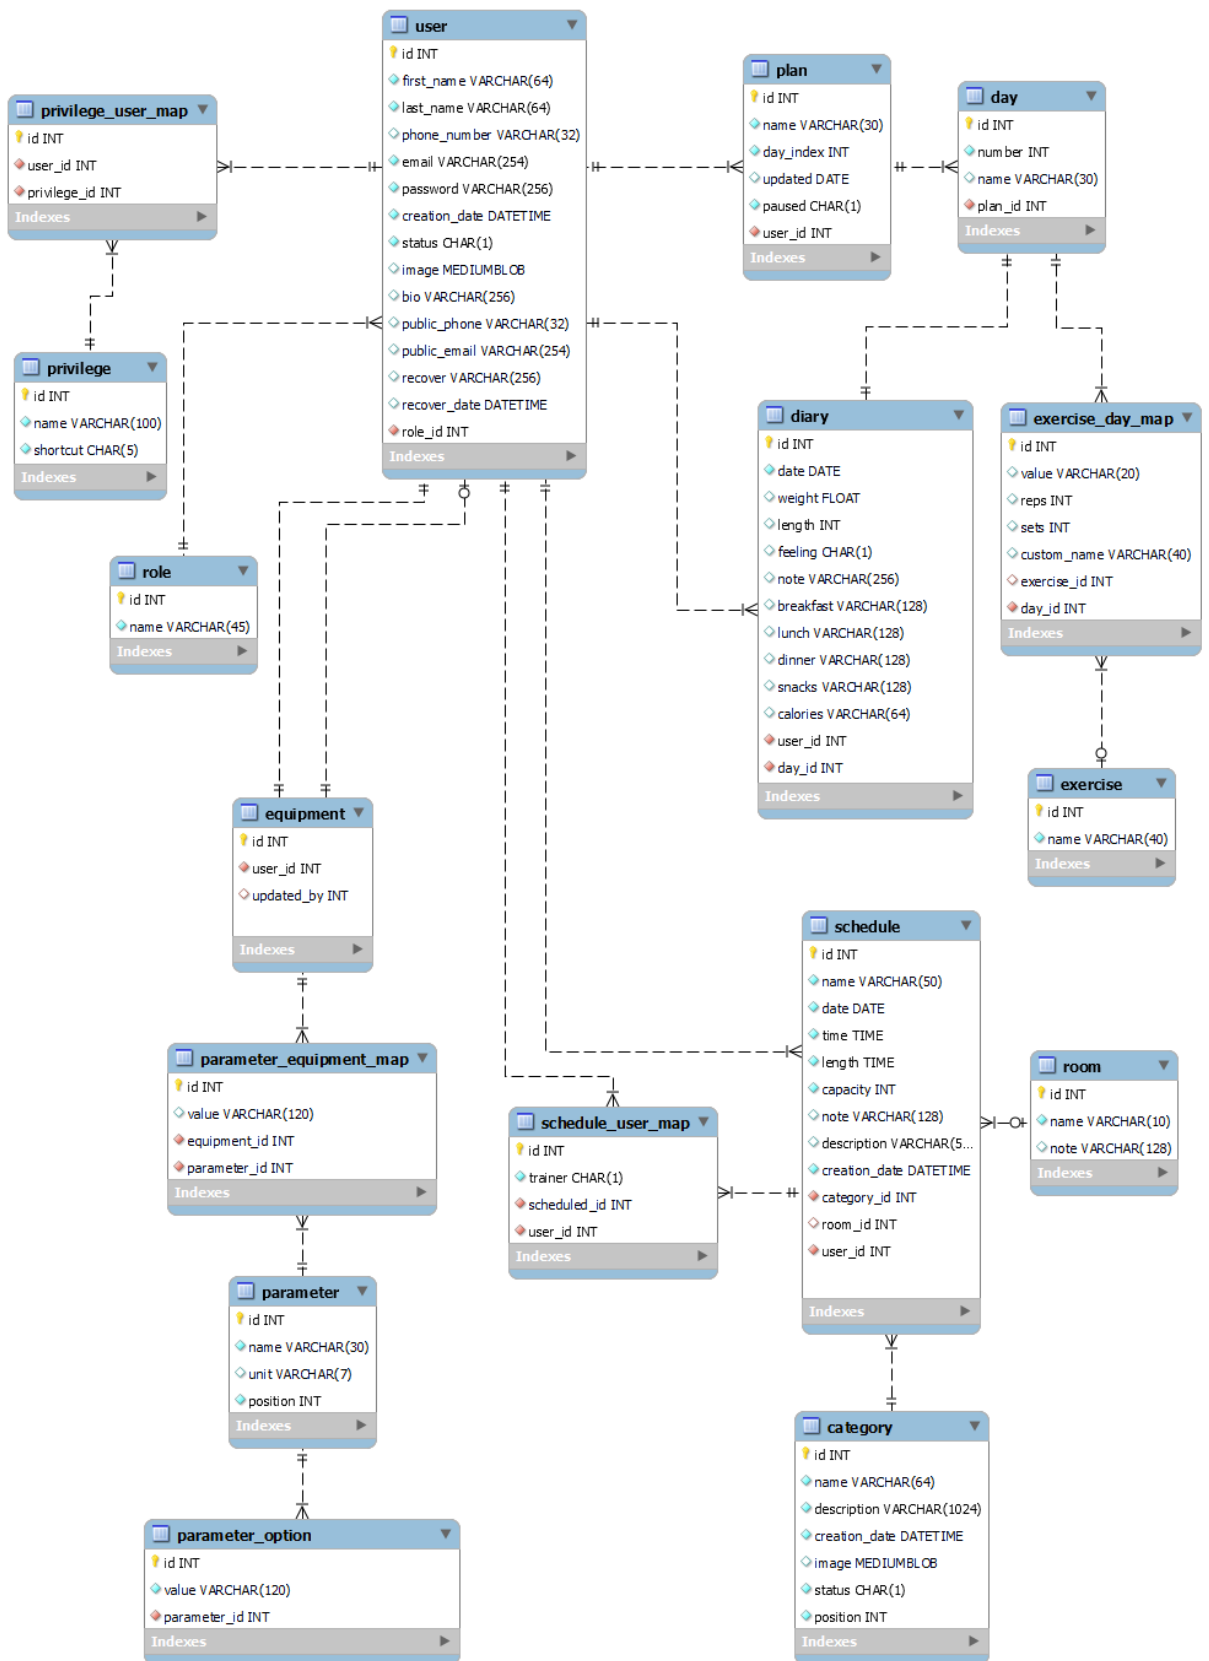 user
id INT
first_name VARCHAR(64)
last_name VARCHAR(64)
phone_number VARCHAR(32)
email VARCHAR(254)
password VARCHAR(256)
creation_date DATETIME
status CHAR(1)
image MEDIUMBLOB
bio VARCHAR(256)
public_phone VARCHAR(32)
public_email VARCHAR(254)
recover VARCHAR(256)
recover_date DATETIME
role_id INT
Indexes
plan
id INT
name VARCHAR(30)
day_index INT
updated DATE
paused CHAR(1)
user_id INT
Indexes
day
id INT
number INT
name VARCHAR(30)
plan_id INT
Indexes
privilege_user_map
id INT
user_id INT
privilege_id INT
Indexes
privilege
id INT
name VARCHAR(100)
shortcut CHAR(5)
Indexes
role
id INT
name VARCHAR(45)
Indexes
diary
id INT
date DATE
weight FLOAT
length INT
feeling CHAR(1)
note VARCHAR(256)
breakfast VARCHAR(128)
lunch VARCHAR(128)
dinner VARCHAR(128)
snacks VARCHAR(128)
calories VARCHAR(64)
user_id INT
day_id INT
Indexes
exercise_day_map
id INT
value VARCHAR(20)
reps INT
sets INT
custom_name VARCHAR(40)
exercise_id INT
day_id INT
Indexes
exercise
id INT
name VARCHAR(40)
Indexes
equipment
id INT
user_id INT
updated_by INT
Indexes
parameter_equipment_map
id INT
value VARCHAR(120)
equipment_id INT
parameter_id INT
Indexes
parameter
id INT
name VARCHAR(30)
unit VARCHAR(7)
position INT
Indexes
parameter_option
id INT
value VARCHAR(120)
parameter_id INT
Indexes
schedule_user_map
id INT
trainer CHAR(1)
scheduled_id INT
user_id INT
Indexes
schedule
id INT
name VARCHAR(50)
date DATE
time TIME
length TIME
capacity INT
note VARCHAR(128)
description VARCHAR(5...
creation_date DATETIME
category_id INT
room_id INT
user_id INT
Indexes
room
id INT
name VARCHAR(10)
note VARCHAR(128)
Indexes
category
id INT
name VARCHAR(64)
description VARCHAR(1024)
creation_date DATETIME
image MEDIUMBLOB
status CHAR(1)
position INT
Indexes